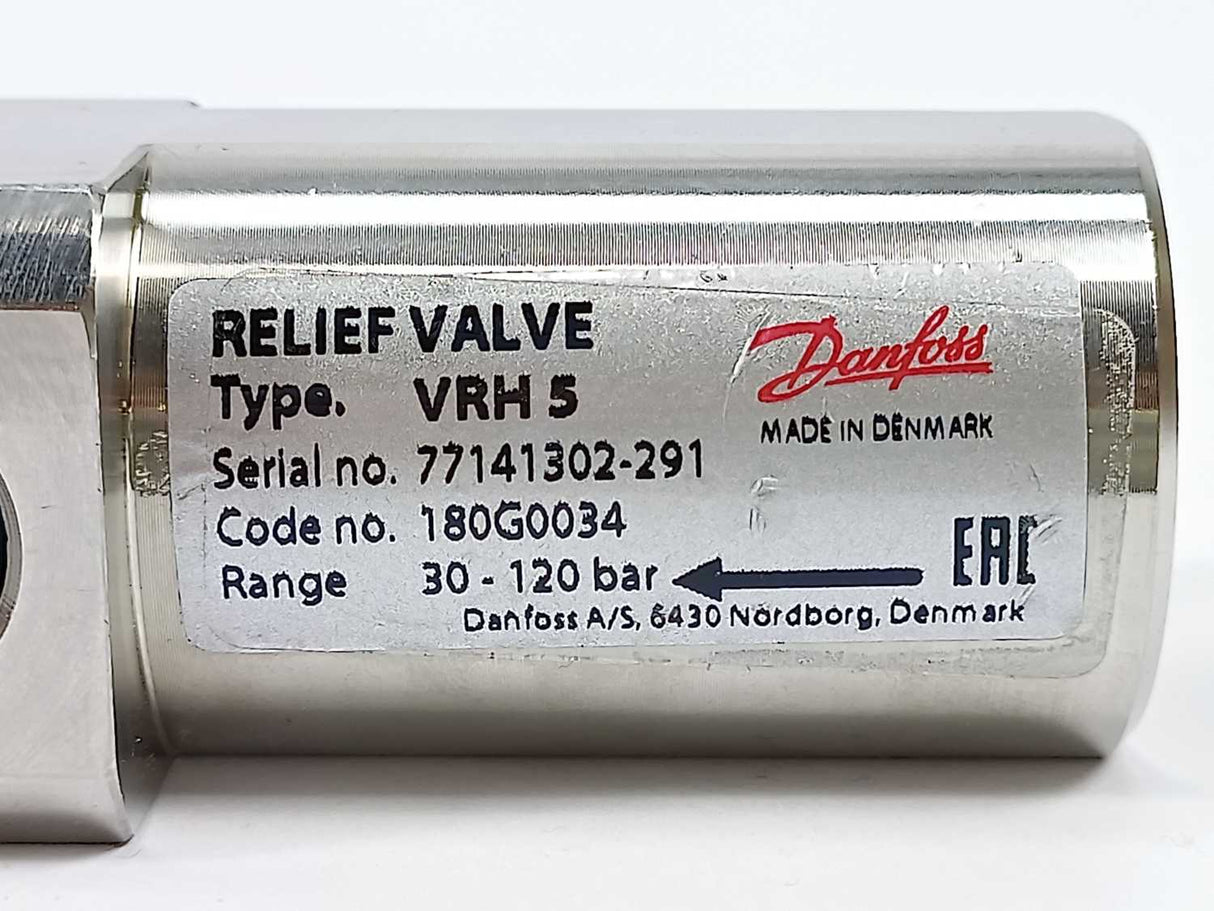 RELIEF VALVE
Type. VRH 5
Serial no. 77141302-291
Code no. 180G0034
Range 30 - 120 bar
Danfoss A/S, 6430 Nordborg, Denmark
Danfoss
MADE IN DENMARK
EAC